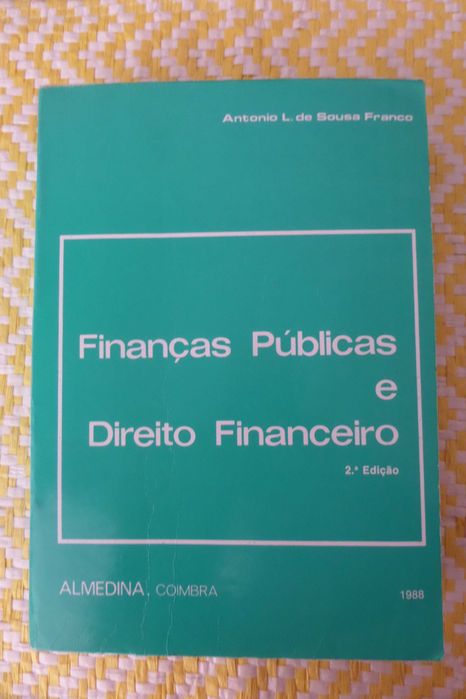 Antonio L. de Sousa Franco
Finanças Públicas
e
Direito Financeiro
2.ª Edição
ALMEDINA, COIMBRA
1988